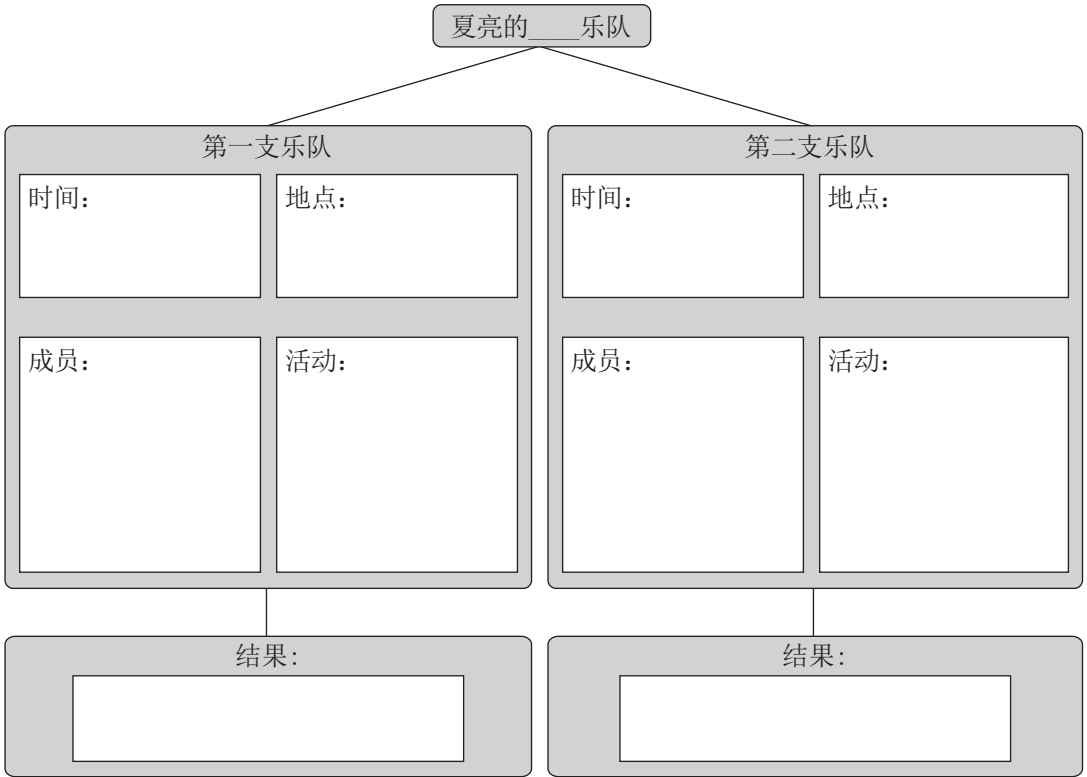 夏亮的____乐队
第一支乐队
时间：
地点：
成员：
活动：
结果：
第二支乐队
时间：
地点：
成员：
活动：
结果：